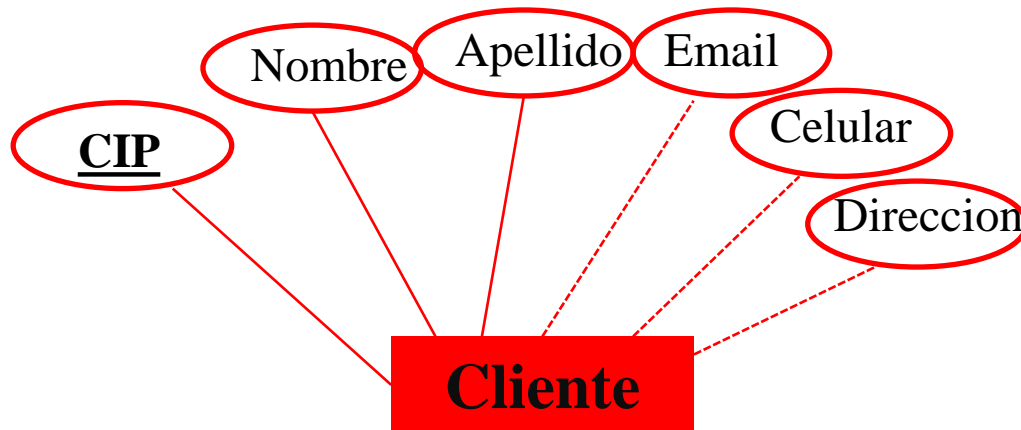 Nombre
Apellido
Email
CIP
Celular
Direccion
Cliente